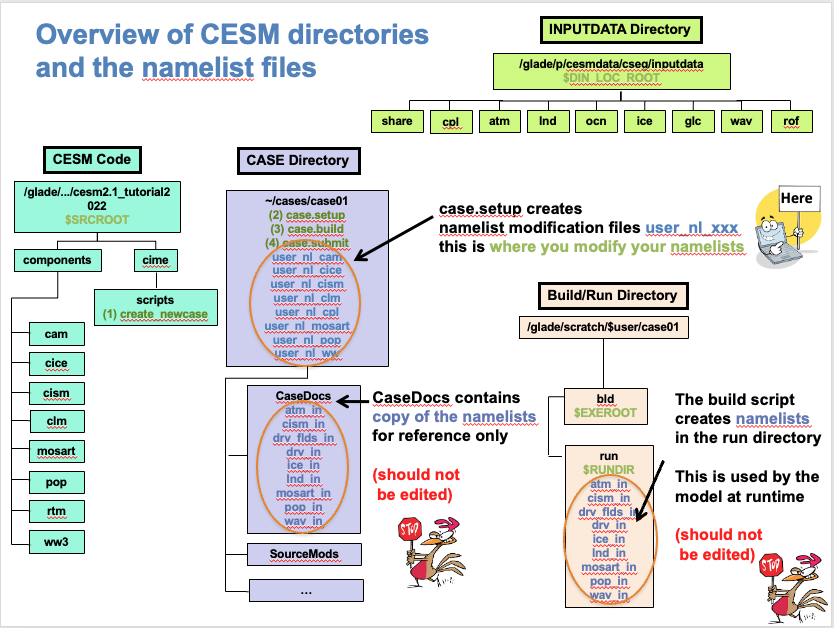 Overview of CESM directories
and the namelist files
INPUTDATA Directory
/glade/p/cesmdata/cseg/inputdata
$DIN_LOC_ROOT
share
cpl
atm
lnd
ocn
ice
glc
wav
rof
CESM Code
/glade/.../cesm2.1_tutorial2
022
$SRCROOT
components
cime
scripts
(1) create_newcase
cam
cice
cism
clm
mosart
pop
rtm
ww3
CASE Directory
~/cases/case01
(2) case.setup
(3) case.build
(4) case.submit
user_nl_cam
user_nl_cice
user_nl_cism
user_nl_clm
user_nl_cpl
user_nl_mosart
user_nl_pop
user_nl_ww
case.setup creates
namelist modification files user_nl_xxx
this is where you modify your namelists
Here
CaseDocs
atm_in
cism_in
drv_flds_in
drv_in
ice_in
lnd_in
mosart_in
pop_in
wav_in
SourceMods
...
CaseDocs contains
copy of the namelists
for reference only
(should not
be edited)
STOP
Build/Run Directory
/glade/scratch/$user/case01
bld
$EXEROOT
run
$RUNDIR
atm_in
cism_in
drv_flds_in
drv_in
ice_in
lnd_in
mosart_in
pop_in
wav_in
The build script
creates namelists
in the run directory
This is used by the
model at runtime
(should not
be edited)
STOP